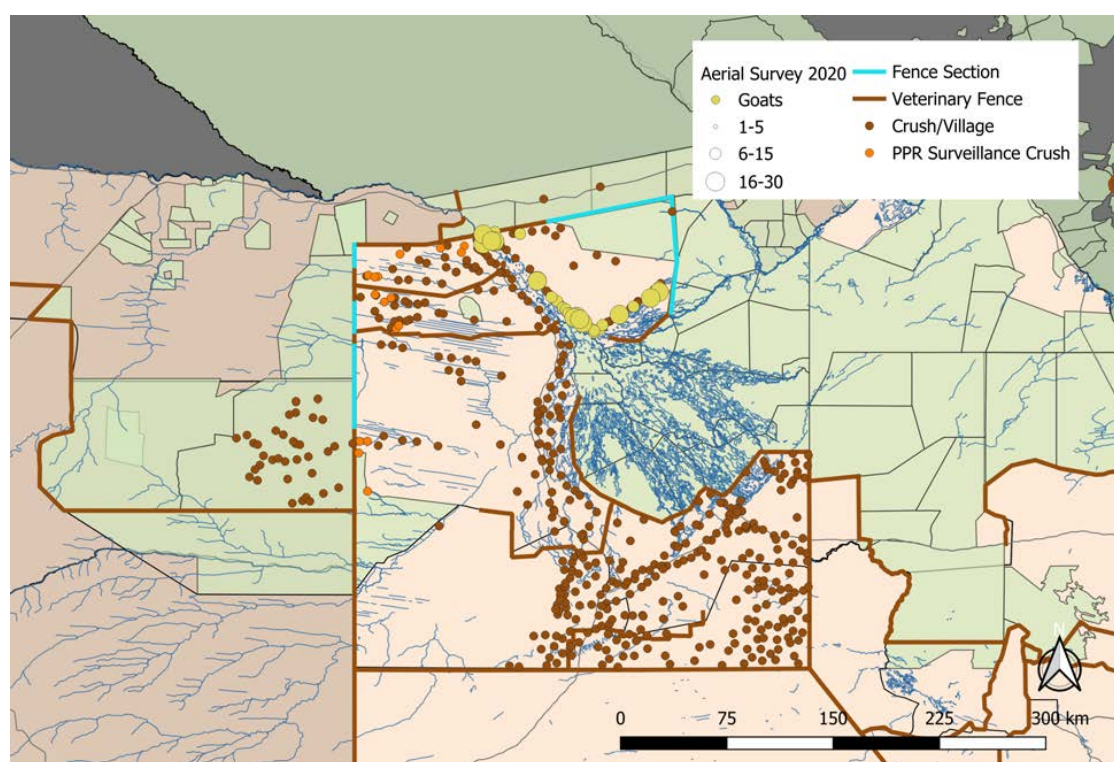 Aerial Survey 2020
Goats
1-5
6-15
16-30
Fence Section
Veterinary Fence
Crush/Village
PPR Surveillance Crush
N
0 75 150 225 300 km